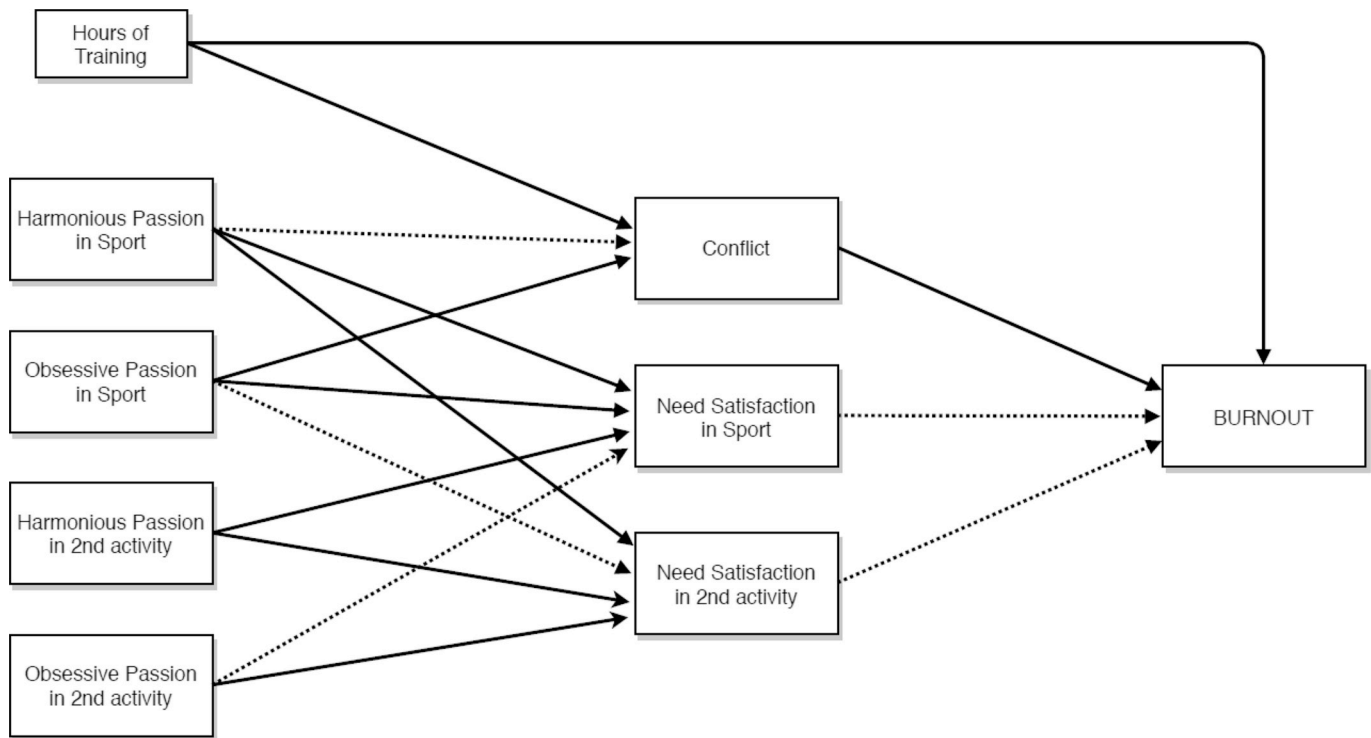 Hours of
Training
Harmonious Passion
in Sport
Conflict
Obsessive Passion
in Sport
Need Satisfaction
in Sport
BURNOUT
Harmonious Passion
in 2nd activity
Need Satisfaction
in 2nd activity
Obsessive Passion
in 2nd activity